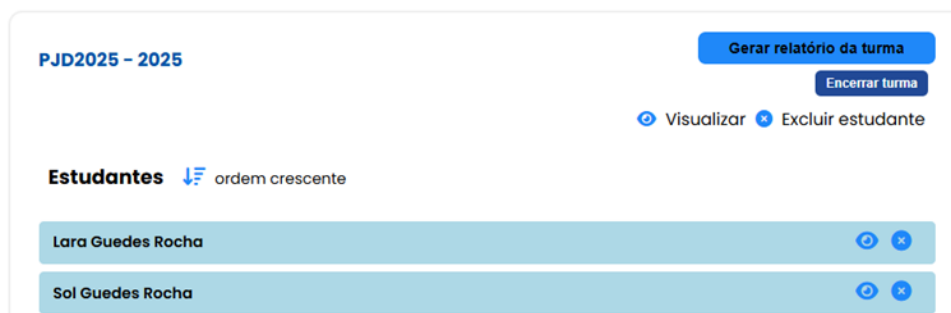 PJD2025 - 2025
Gerar relatório da turma
Encerrar turma
Visualizar Excluir estudante
Estudantes ordem crescente
Lara Guedes Rocha
Sol Guedes Rocha